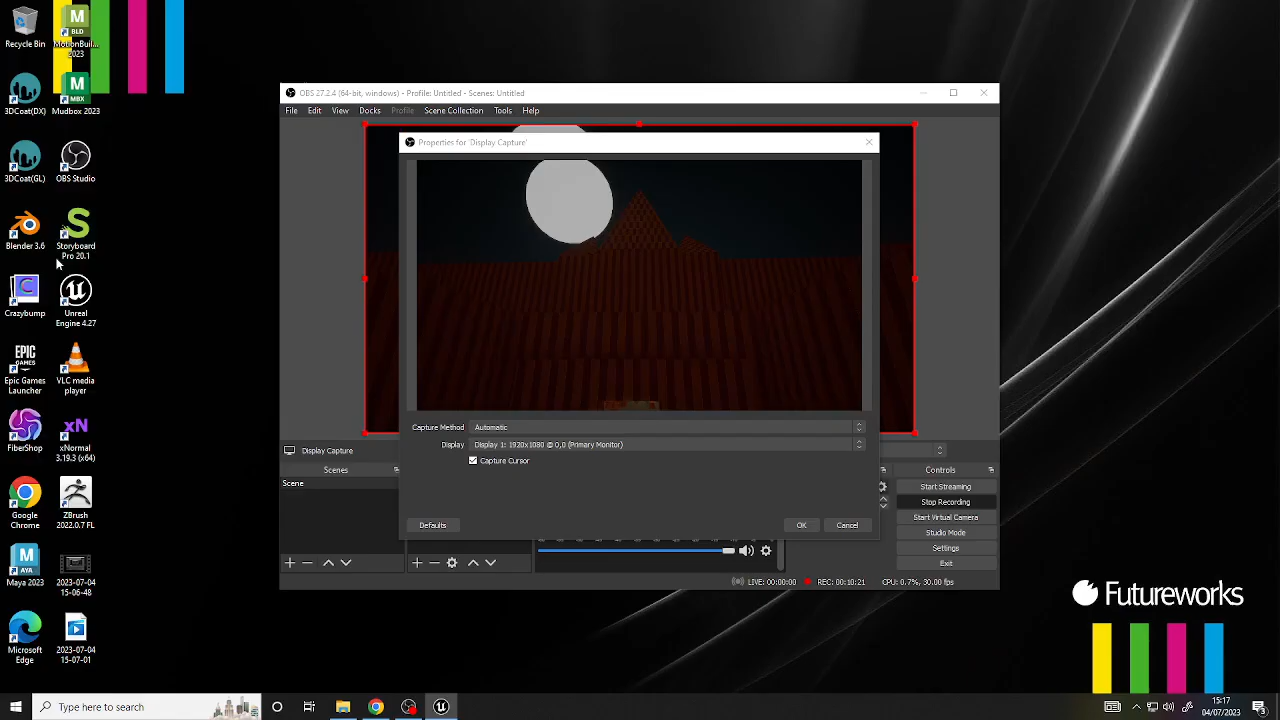 Recycle Bin
MotionBuil...
2023
3DCoat(DX)
Mudbox 2023
3DCoat(GL)
OBS Studio
Blender 3.6
Storyboard
Pro 20.1
Crazybump
Unreal
Engine 4.27
Epic Games
Launcher
VLC media
player
FiberShop
xNormal
3.19.3 (x64)
Google
Chrome
ZBrush
2022.0.7 FL
Maya 2023
2023-07-04
15-06-48
Microsoft
Edge
2023-07-04
15-07-01
OBS 27.2.4 (64-bit, windows) - Profile: Untitled - Scenes: Untitled
File Edit View Docks Profile Scene Collection Tools Help
Properties for 'Display Capture'
Capture Method Automatic
Display Display 1: 1920x1080 @ 0,0 (Primary Monitor)
Capture Cursor
Defaults OK Cancel
Display Capture
Scenes
Scene
Controls
Start Streaming
Stop Recording
Start Virtual Camera
Studio Mode
Settings
Exit
LIVE: 00:00:00 REC: 00:10:21 CPU: 0.7%, 30.00 fps
Futureworks
Type here to search
15:17
04/07/2023